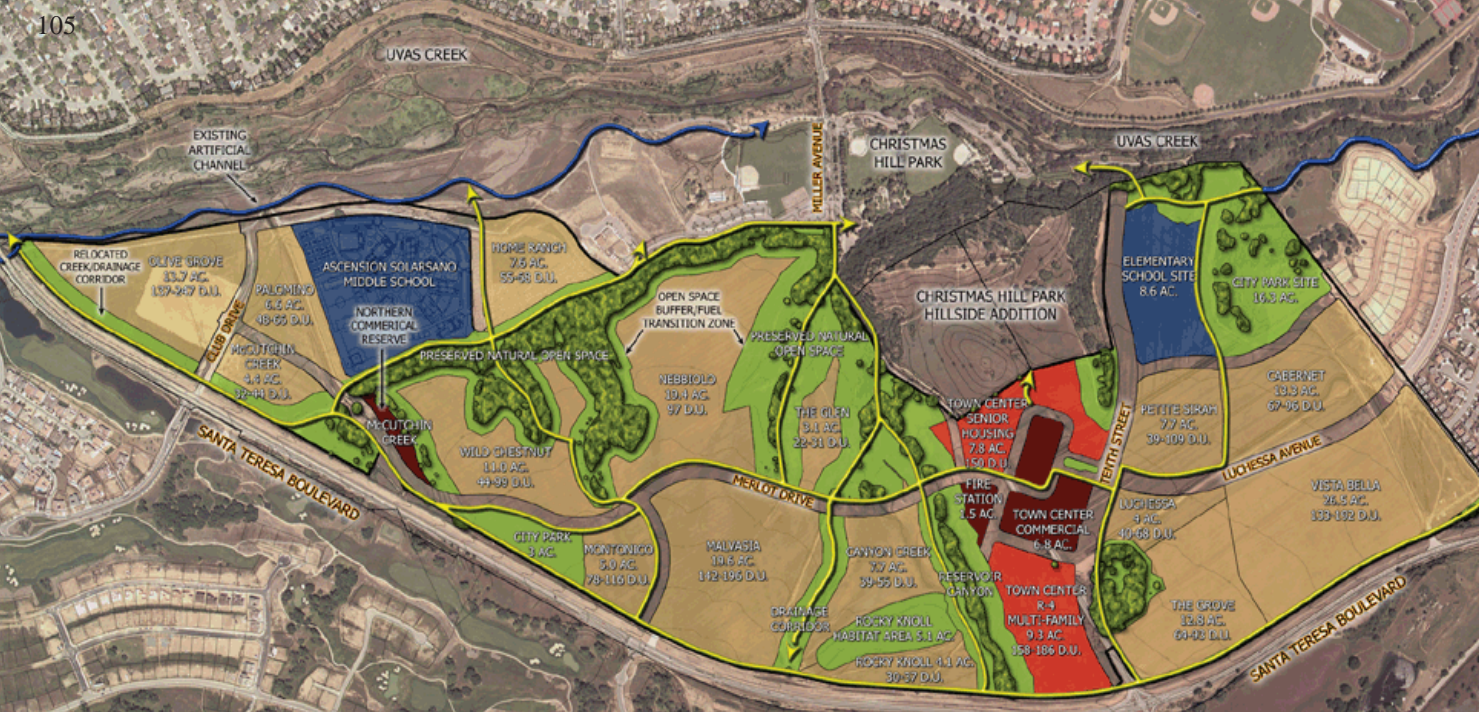 105
UVAS CREEK
EXISTING
ARTIFICIAL
CHANNEL
MILLER AVENUE
CHRISTMAS
HILL PARK
UVAS CREEK
RELOCATED
CREEK/DRAINAGE
CORRIDOR
OLIVE GROVE
13.7 AC.
137-247 D.U.
CLUB DRIVE
PALOMINO
6.6 AC.
48-66 D.U.
McCUTCHIN
CREEK
4.4 AC.
32-44 D.U.
ASCENSION SOLARSANO
MIDDLE SCHOOL
NORTHERN
COMMERICAL
RESERVE
HOME RANCH
7.6 AC.
55-68 D.U.
PRESERVED NATURAL OPEN SPACE
OPEN SPACE
BUFFER/FUEL
TRANSITION ZONE
PRESERVED NATURAL
OPEN SPACE
CHRISTMAS HILL PARK
HILLSIDE ADDITION
ELEMENTARY
SCHOOL SITE
8.6 AC.
CITY PARK SITE
16.3 AC.
McCUTCHIN
CREEK
WILD CHESTNUT
11.0 AC.
44-99 D.U.
NEBBIOLO
19.4 AC.
97 D.U.
THE GLEN
3.1 AC.
22-31 D.U.
TOWN CENTER
SENIOR
HOUSING
7.8 AC.
150 D.U.
TENTH STREET
PETITE SIRAH
7.7 AC.
39-109 D.U.
CABERNET
13.3 AC.
67-96 D.U.
LUCHESSA AVENUE
SANTA TERESA BOULEVARD
MERLOT DRIVE
FIRE
STATION
1.5 AC.
TOWN CENTER
COMMERCIAL
6.8 AC.
LUCHESSA
4 AC.
40-68 D.U.
VISTA BELLA
26.5 AC.
133-182 D.U.
CITY PARK
3 AC.
MONTONICO
5.0 AC.
78-116 D.U.
MALVASIA
19.6 AC.
142-196 D.U.
CANYON CREEK
7.7 AC.
39-55 D.U.
RESERVOIR
CANYON
DRAINAGE
CORRIDOR
ROCKY KNOLL
HABITAT AREA 5.1 AC
ROCKY KNOLL 4.1 AC.
30-37 D.U.
TOWN CENTER
R-4
MULTI-FAMILY
9.3 AC.
158-186 D.U.
THE GROVE
12.8 AC.
64-92 D.U.
SANTA TERESA BOULEVARD